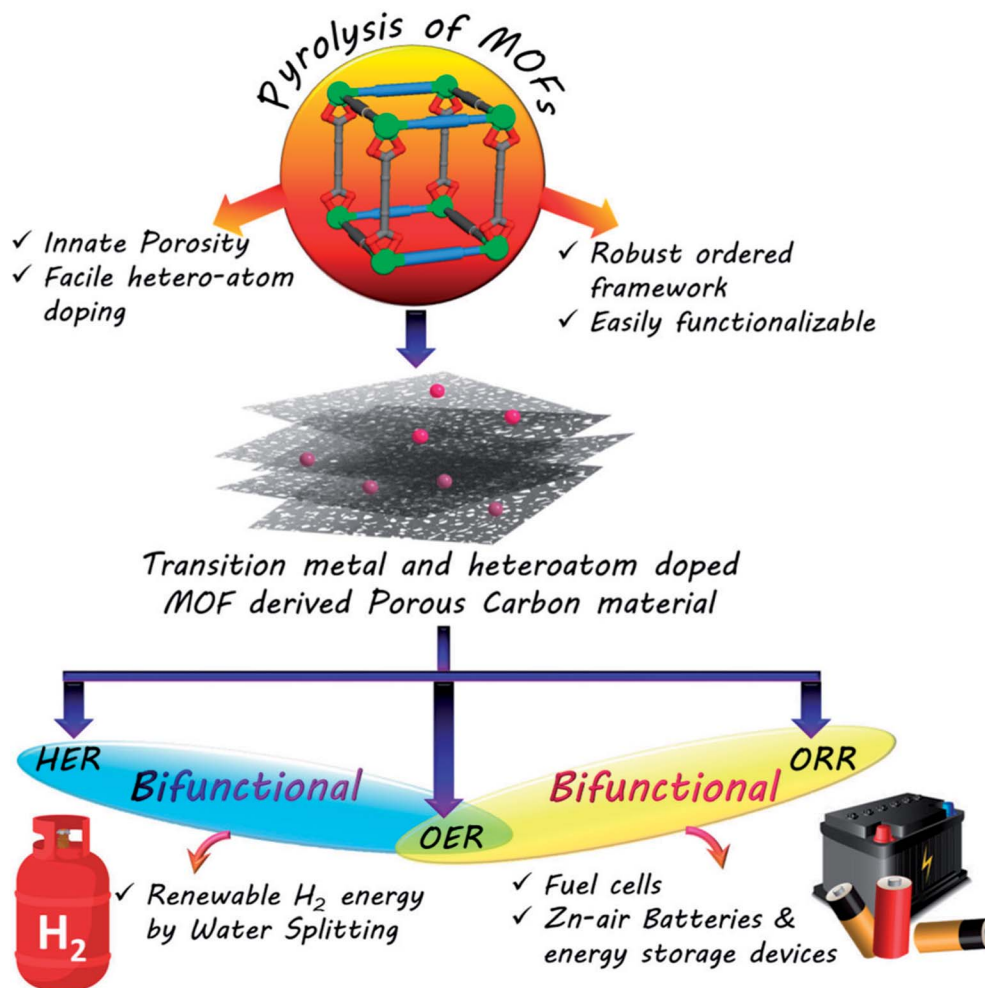 Pyrolysis of MOFs
✓ Innate Porosity
✓ Facile hetero-atom
doping
✓ Robust ordered
framework
✓ Easily functionalizable
Transition metal and heteroatom doped
MOF derived Porous Carbon material
HER
Bifunctional
OER
Bifunctional
ORR
H₂
✓ Renewable H₂ energy
by Water Splitting
✓ Fuel cells
✓ Zn-air Batteries &
energy storage devices